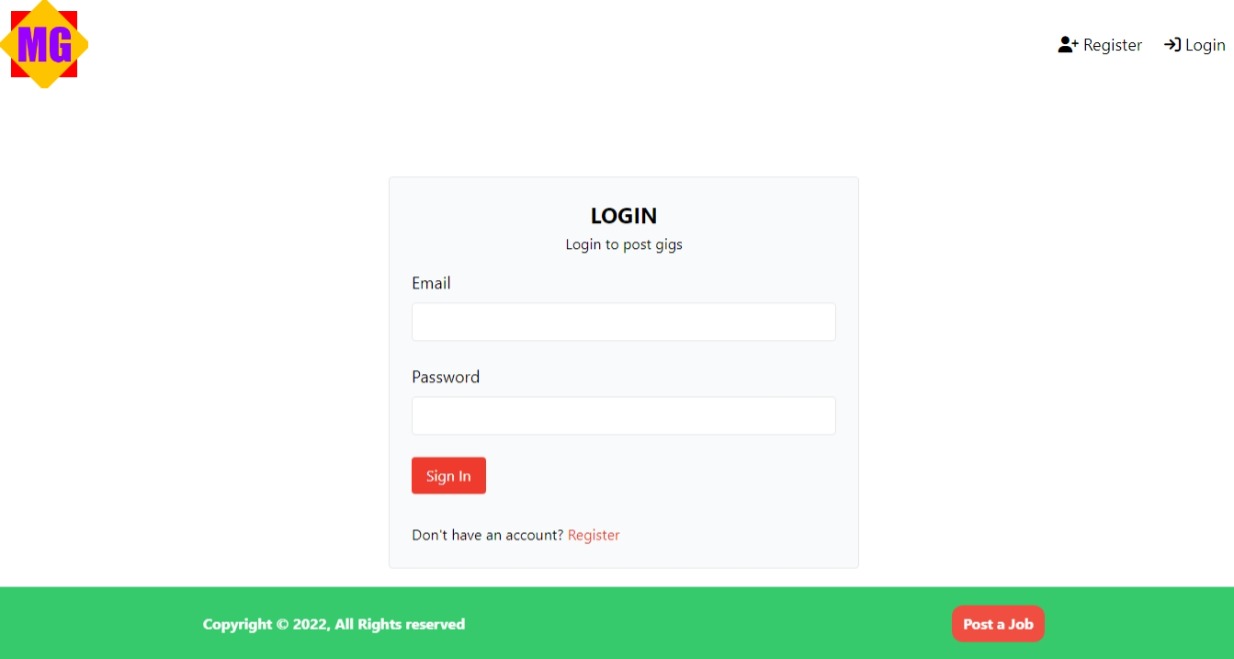 MG
Register
Login
LOGIN
Login to post gigs
Email
Password
Sign In
Don't have an account? Register
Copyright © 2022, All Rights reserved
Post a Job